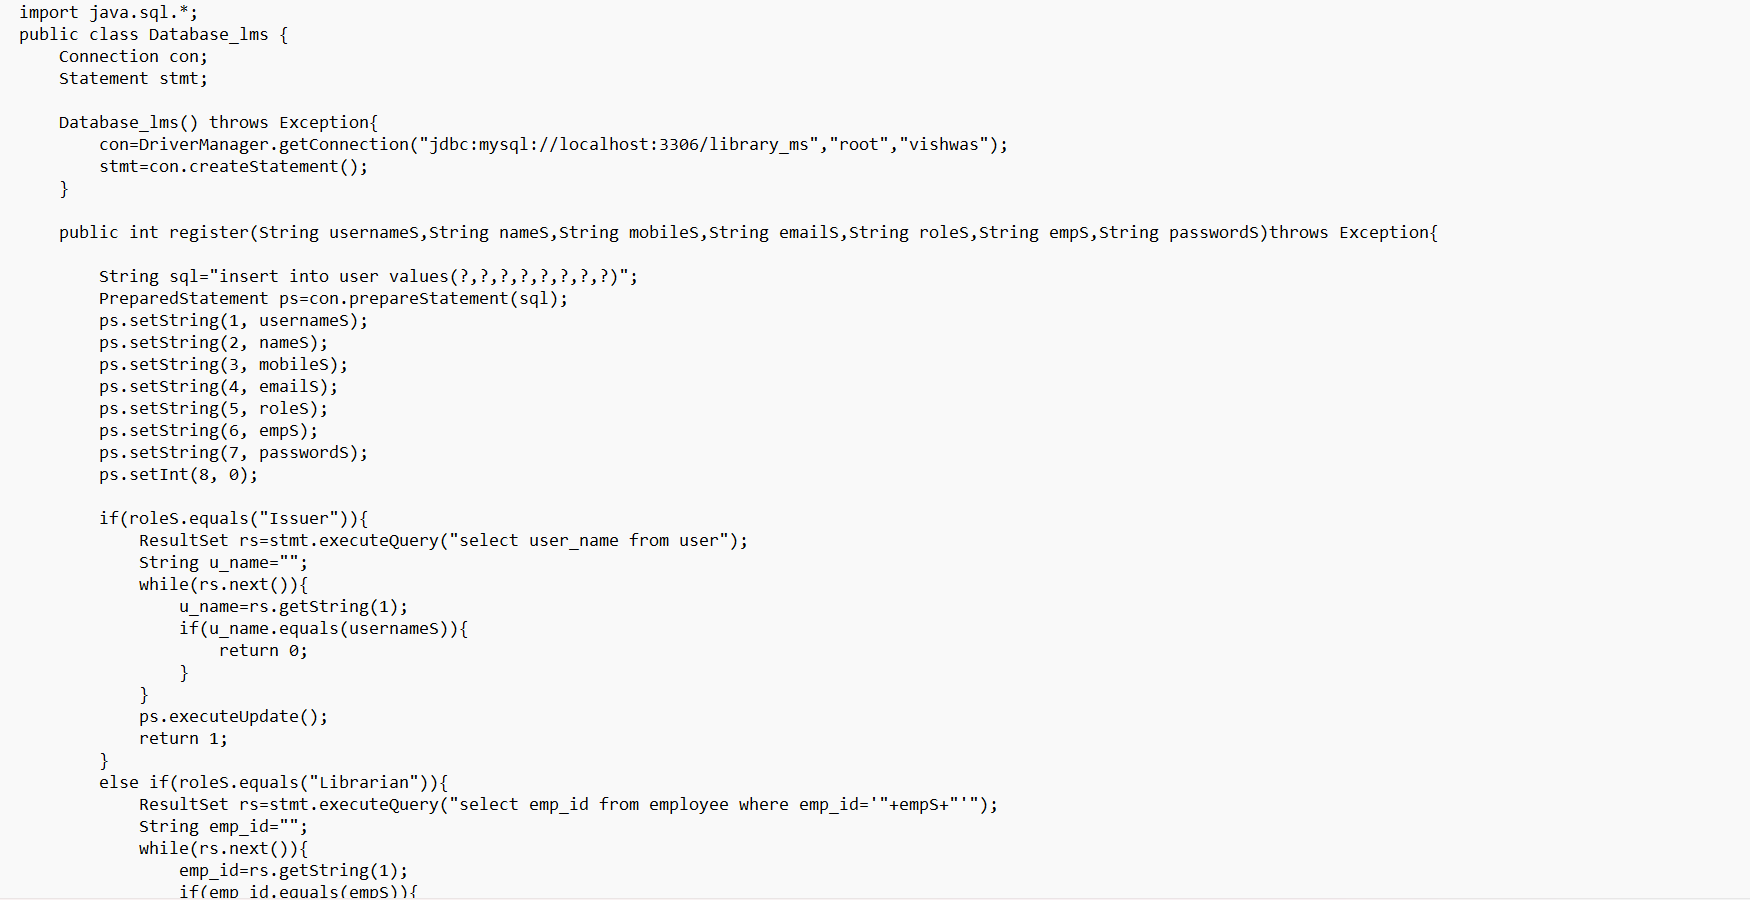 import java.sql.*;
public class Database_lms {
    Connection con;
    Statement stmt;

    Database_lms() throws Exception{
        con=DriverManager.getConnection("jdbc:mysql://localhost:3306/library_ms","root","vishwas");
        stmt=con.createStatement();
    }

    public int register(String usernameS,String nameS,String mobileS,String emailS,String roleS,String empS,String passwordS)throws Exception{

        String sql="insert into user values(?,?,?,?,?,?,?,?)";
        PreparedStatement ps=con.prepareStatement(sql);
        ps.setString(1, usernameS);
        ps.setString(2, nameS);
        ps.setString(3, mobileS);
        ps.setString(4, emailS);
        ps.setString(5, roleS);
        ps.setString(6, empS);
        ps.setString(7, passwordS);
        ps.setInt(8, 0);

        if(roleS.equals("Issuer")){
            ResultSet rs=stmt.executeQuery("select user_name from user");
            String u_name="";
            while(rs.next()){
                u_name=rs.getString(1);
                if(u_name.equals(usernameS)){
                    return 0;
                }
            }
            ps.executeUpdate();
            return 1;
        }
        else if(roleS.equals("Librarian")){
            ResultSet rs=stmt.executeQuery("select emp_id from employee where emp_id='"+empS+"'");
            String emp_id="";
            while(rs.next()){
                emp_id=rs.getString(1);
                if(emp_id.equals(empS)){